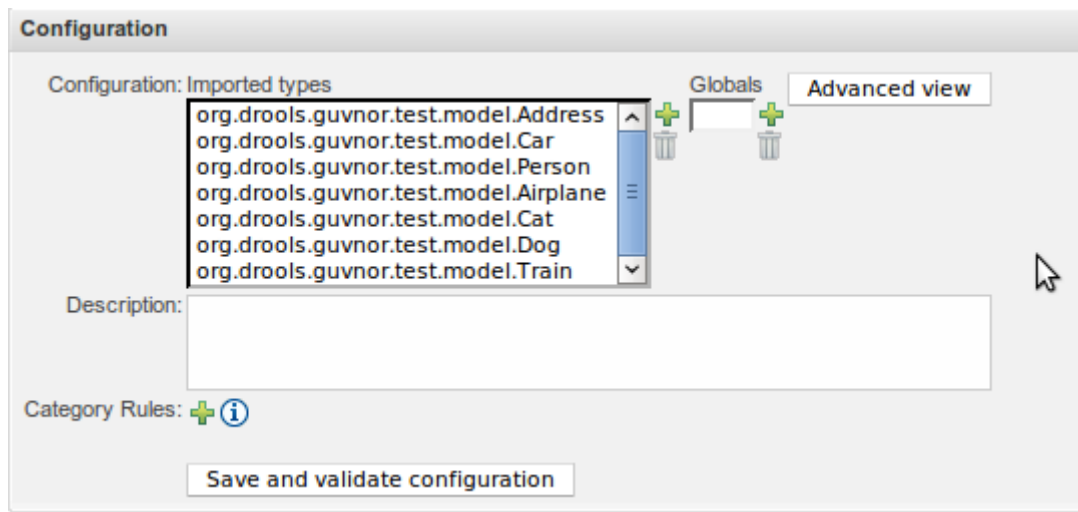 Configuration
Configuration: Imported types Globals Advanced view
org.drools.guvnor.test.model.Address
org.drools.guvnor.test.model.Car
org.drools.guvnor.test.model.Person
org.drools.guvnor.test.model.Airplane
org.drools.guvnor.test.model.Cat
org.drools.guvnor.test.model.Dog
org.drools.guvnor.test.model.Train
Description:
Category Rules:
Save and validate configuration